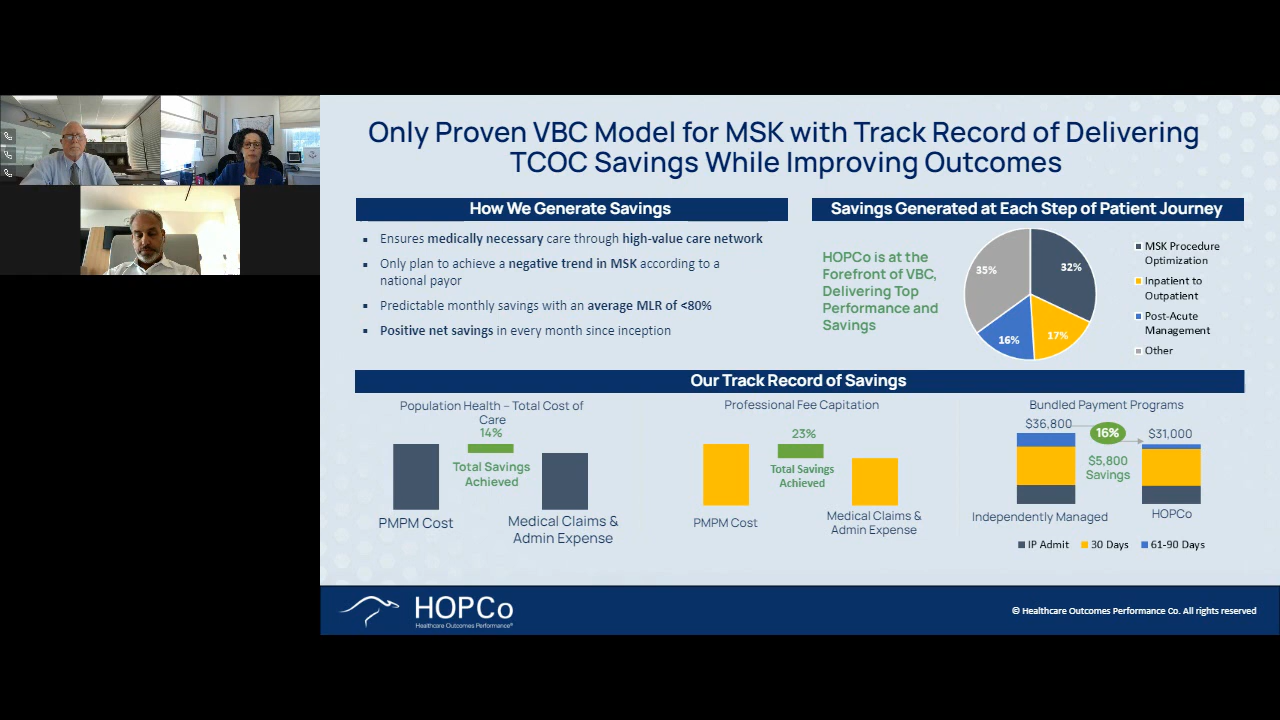 Only Proven VBC Model for MSK with Track Record of Delivering
TCOC Savings While Improving Outcomes
How We Generate Savings
▪ Ensures medically necessary care through high-value care network
▪ Only plan to achieve a negative trend in MSK according to a
national payor
▪ Predictable monthly savings with an average MLR of <80%
▪ Positive net savings in every month since inception
Savings Generated at Each Step of Patient Journey
HOPCo is at the
Forefront of VBC,
Delivering Top
Performance and
Savings
35%
32%
16%
17%
MSK Procedure
Optimization
Inpatient to
Outpatient
Post-Acute
Management
Other
Our Track Record of Savings
Population Health – Total Cost of
Care
14%
Total Savings
Achieved
PMPM Cost
Medical Claims &
Admin Expense
Professional Fee Capitation
23%
Total Savings
Achieved
PMPM Cost
Medical Claims &
Admin Expense
Bundled Payment Programs
$36,800
16%
$31,000
$5,800
Savings
Independently Managed
HOPCo
IP Admit
30 Days
61-90 Days
HOPCo
Healthcare Outcomes Performance®
© Healthcare Outcomes Performance Co. All rights reserved